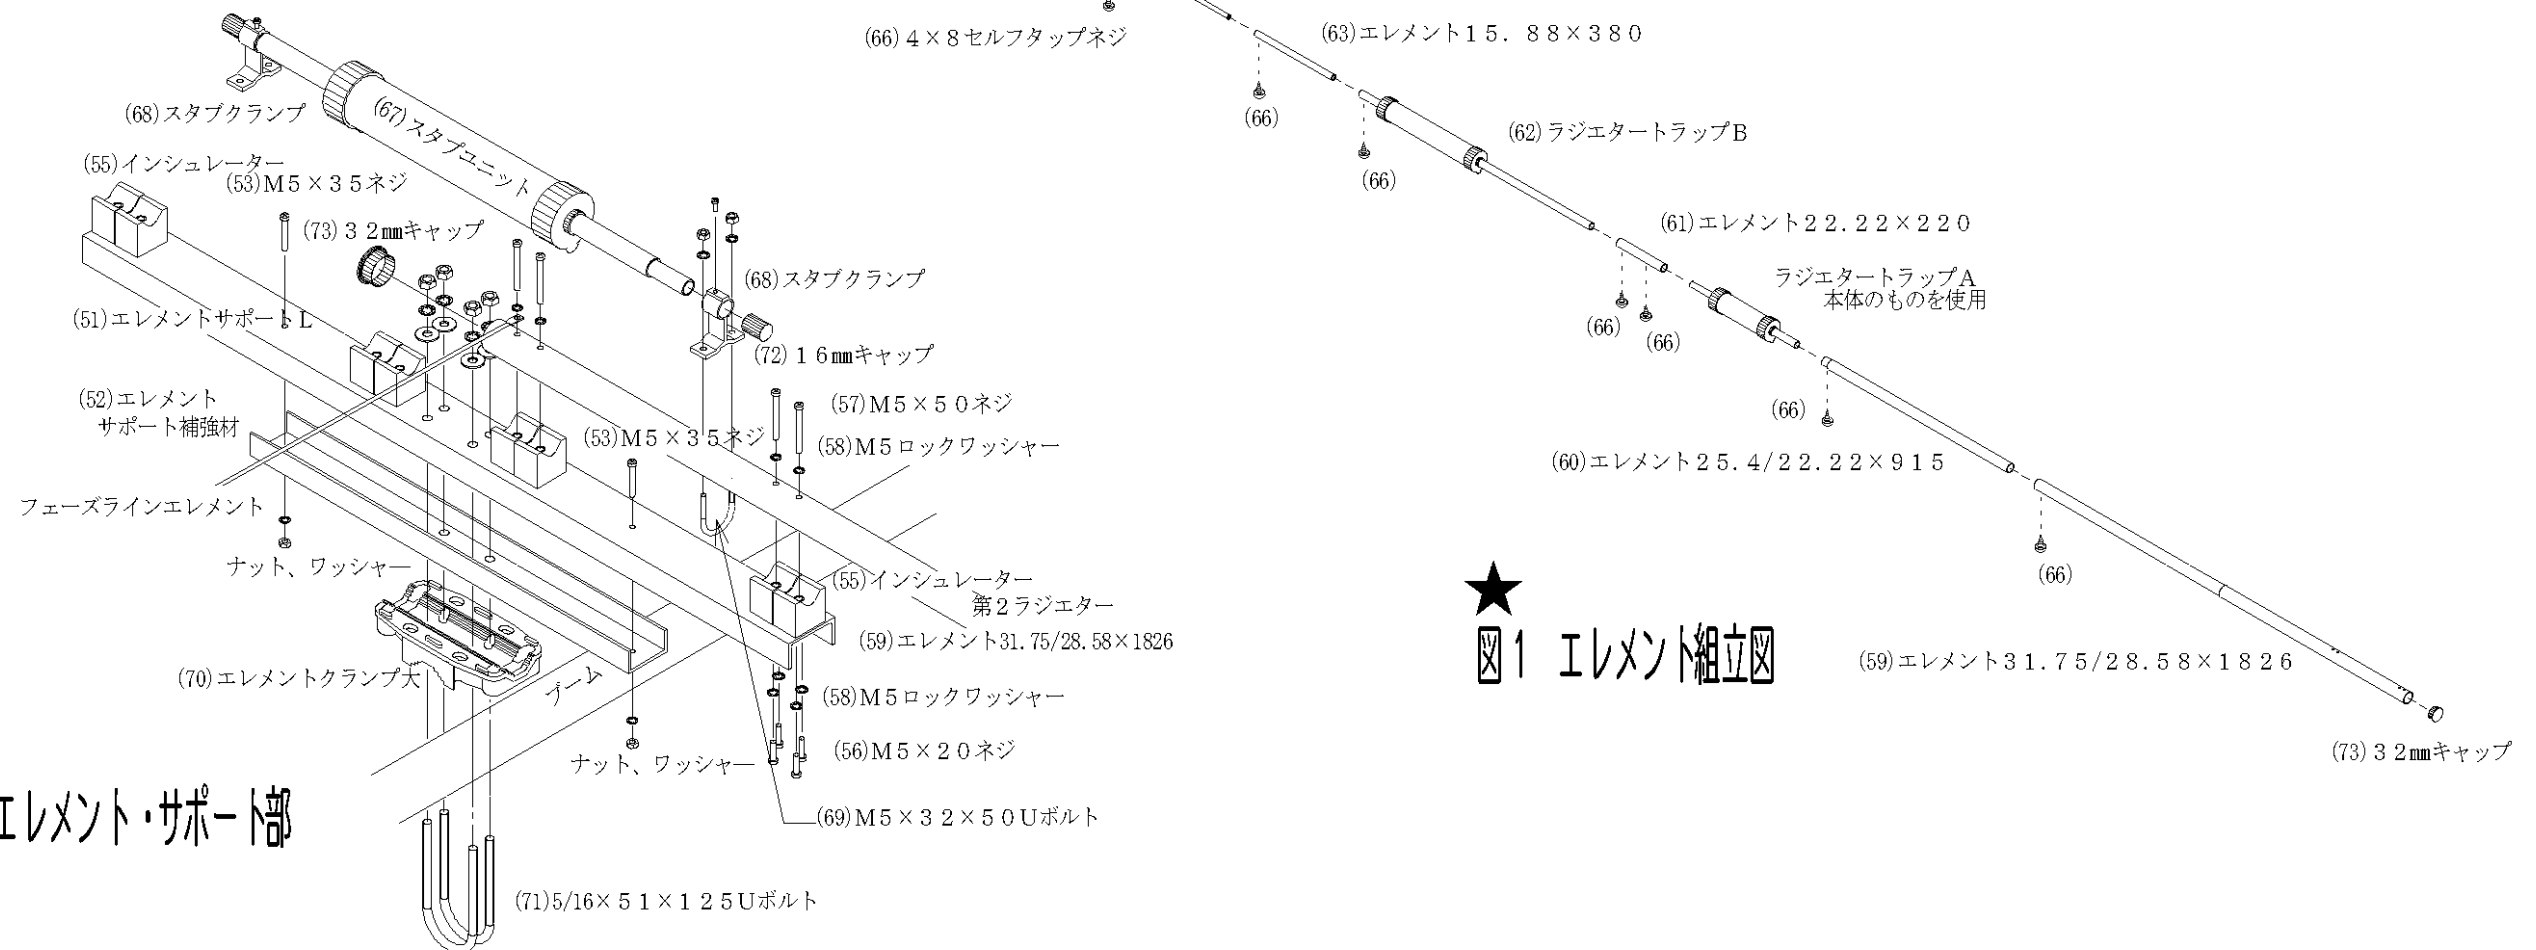 (68)スタブクランプ
(67)スタブユニット
(55)インシュレーター
(53)M5×35ネジ
(73)32㎜キャップ
(68)スタブクランプ
(51)エレメントサポートL
(72)16㎜キャップ
(52)エレメント
サポート補強材
(57)M5×50ネジ
(53)M5×35ネジ
(58)M5ロックワッシャー
フェーズラインエレメント
ナット、ワッシャー
(55)インシュレーター
第2ラジエター
(59)エレメント31.75/28.58×1826
(70)エレメントクランプ大
ブーム
(58)M5ロックワッシャー
(56)M5×20ネジ
ナット、ワッシャー
(69)M5×32×50Uボルト
エレメント・サポート部
(71)5/16×51×125Uボルト
(66)4×8セルフタップネジ
(63)エレメント15.88×380
(66)
(62)ラジエタートラップB
(66)
(61)エレメント22.22×220
ラジエタートラップA
本体のものを使用
(66)
(66)
(66)
(60)エレメント25.4/22.22×915
(66)
★
図1 エレメント組立図
(59)エレメント31.75/28.58×1826
(73)32㎜キャップ